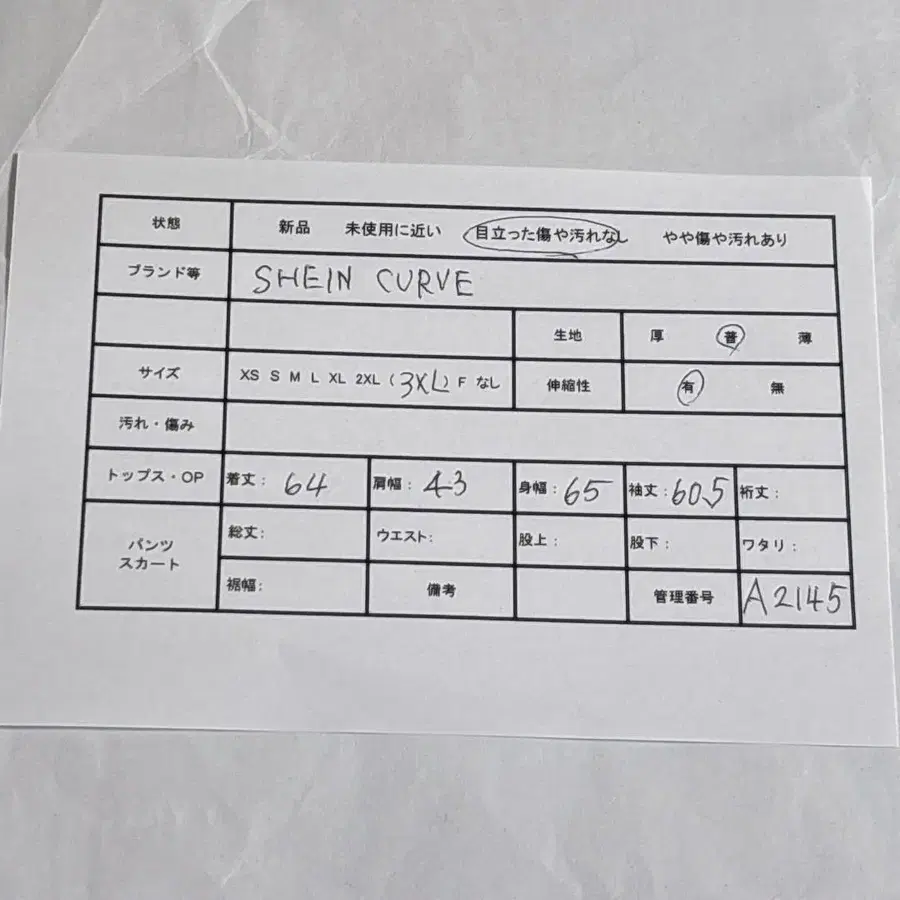 状態 新品 未使用に近い 目立った傷や汚れなし やや傷や汚れあり
ブランド等 SHEIN CURVE
生地 厚 普 薄
サイズ XS S M L XL 2XL (3XL) F なし 伸縮性 有 無
汚れ・傷み
トップス・OP 着丈: 64 肩幅: 43 身幅: 65 袖丈: 60.5 裄丈:
パンツ
スカート
総丈: ウエスト: 股上: 股下: ワタリ:
裾幅: 備考 管理番号 A2145